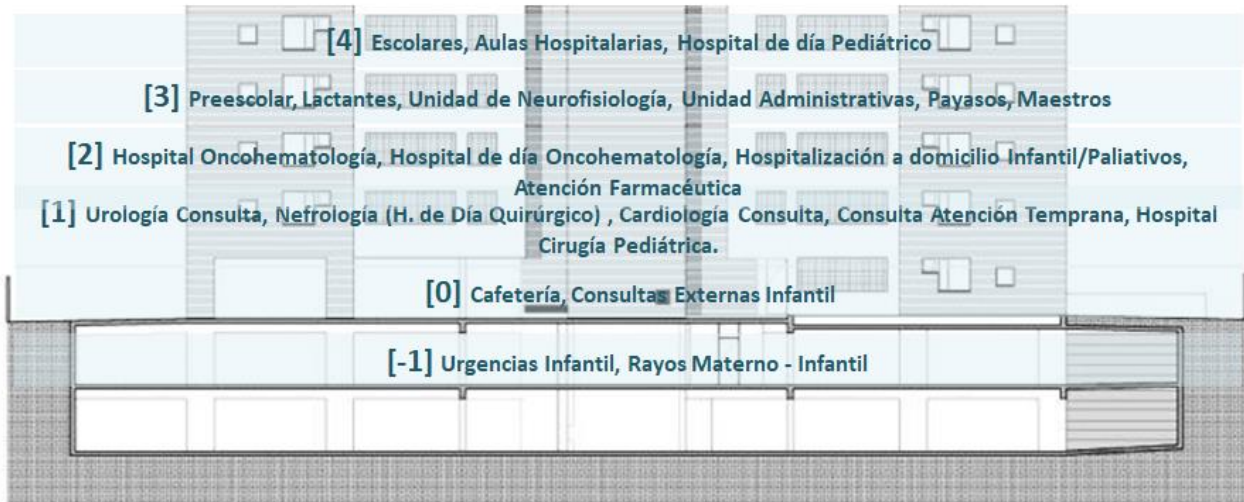 [4] Escolares, Aulas Hospitalarias, Hospital de día Pediátrico
[3] Preescolar, Lactantes, Unidad de Neurofisiología, Unidad Administrativas, Payasos, Maestros
[2] Hospital Oncohematología, Hospital de día Oncohematología, Hospitalización a domicilio Infantil/Paliativos,
Atención Farmacéutica
[1] Urología Consulta, Nefrología (H. de Día Quirúrgico) , Cardiología Consulta, Consulta Atención Temprana, Hospital
Cirugía Pediátrica.
[0] Cafetería, Consultas Externas Infantil
[-1] Urgencias Infantil, Rayos Materno - Infantil